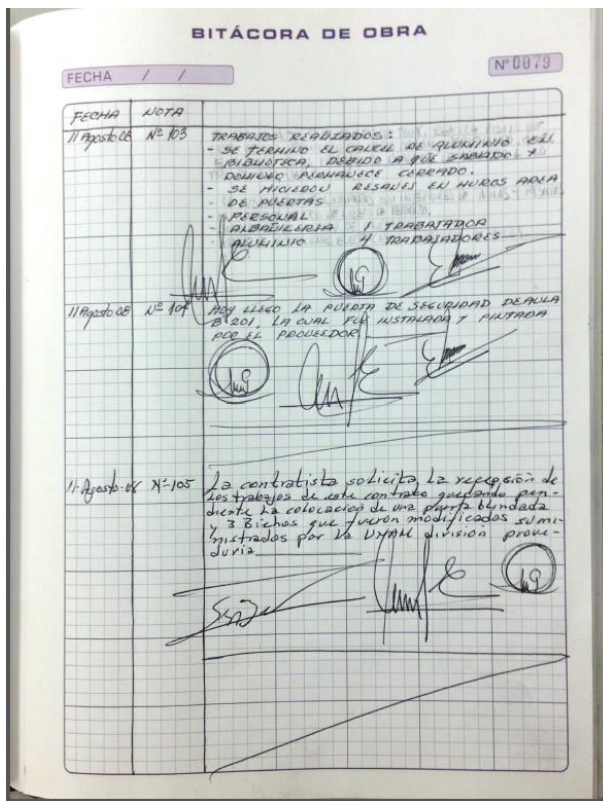 BITÁCORA DE OBRA
Nº 0079
FECHA / /
FECHA NOTA
11 Agosto 08 Nº 103 TRABAJOS REALIZADOS:
- SE TERMINO EL CANCEL DE ALUMINIO EN
BIBLIOTECA, DEBIDO A QUE SABADO Y
DOMINGO PERMANECE CERRADO.
- SE HICIERON RESANES EN MUROS AREA
DE PUERTAS
- PERSONAL
- ALBAÑILERIA 1 TRABAJADOR
- ALUMINIO 4 TRABAJADORES
11 Agosto 08 Nº 104 HOY LLEGO LA PUERTA DE SEGURIDAD DE AULA
B 201, LA CUAL FUE INSTALADA Y PINTADA
POR EL PROVEEDOR
11-Agosto-08 Nº-105 La contratista solicita, La recepsión de
Los trabajos de este contrato quedando pen-
diente La colocacion de una puerta blindada
y 3 Bichos que fueron modificados sumi-
nistrados por la UNAM división provee-
duria